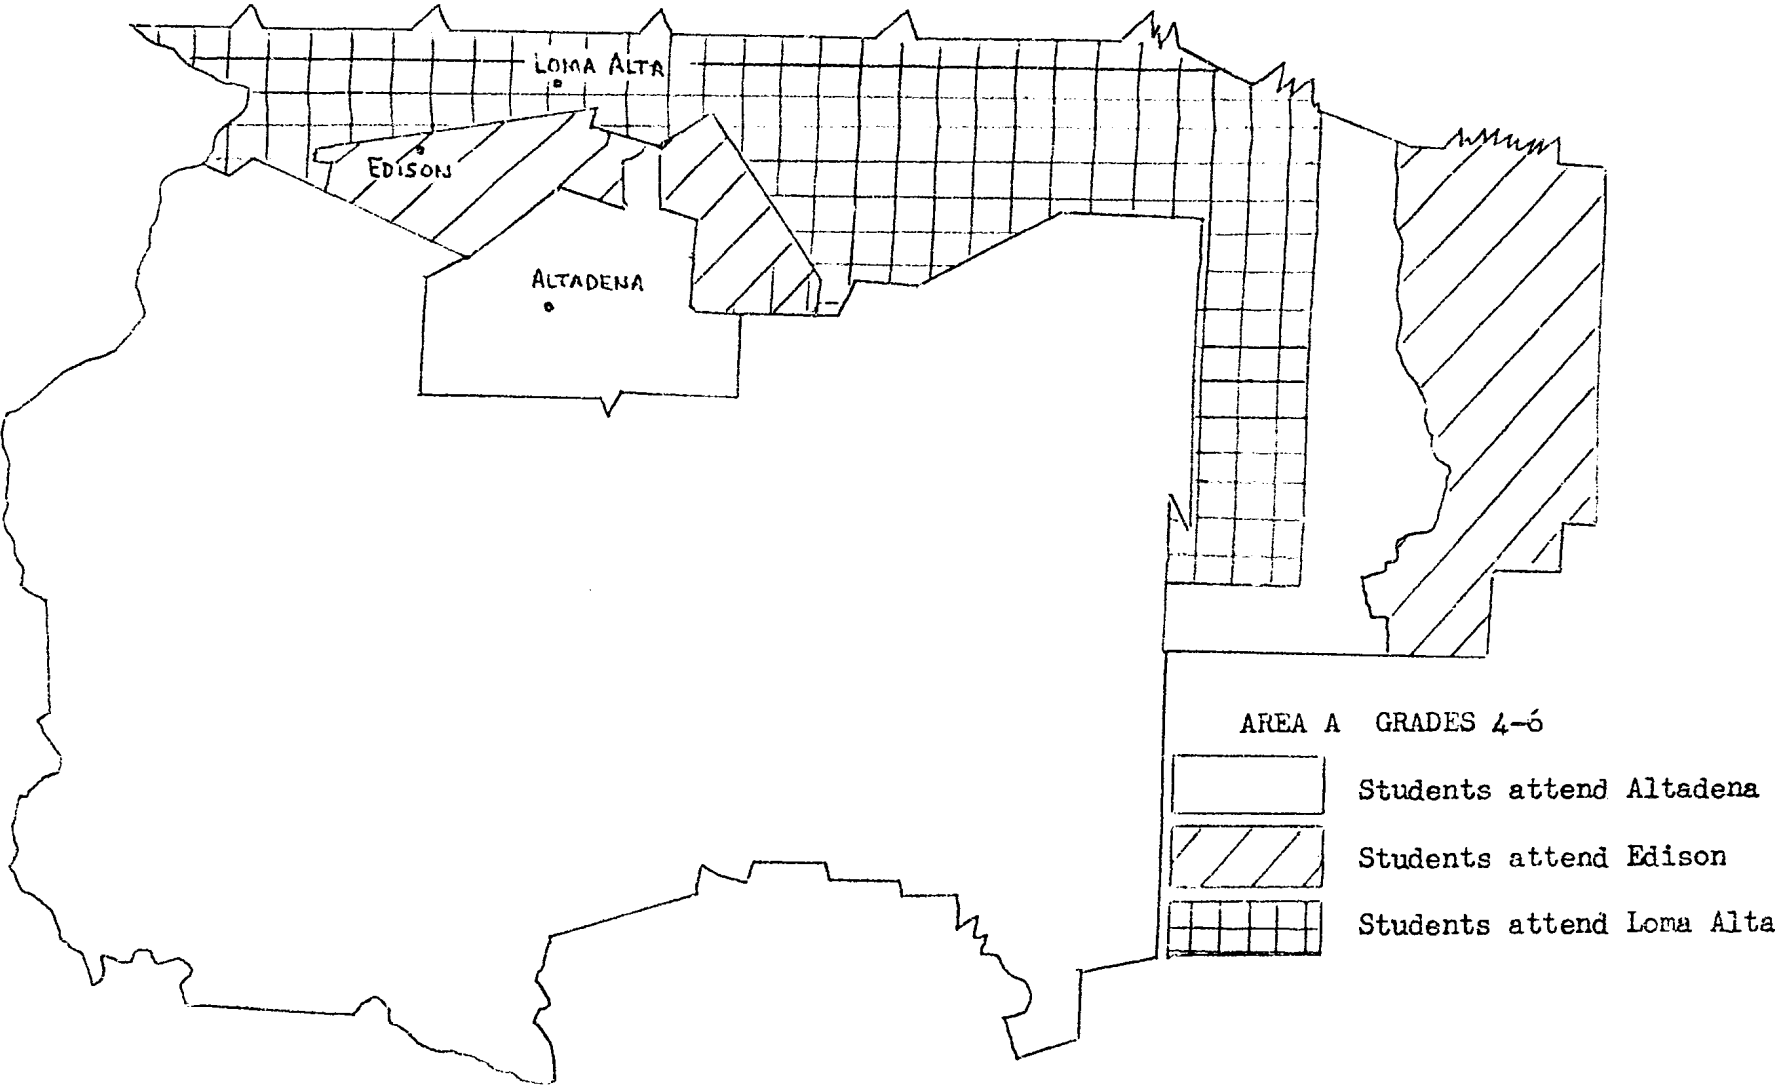 LOMA ALTA
EDISON
ALTADENA
AREA A GRADES 4-6
Students attend Altadena
Students attend Edison
Students attend Loma Alta